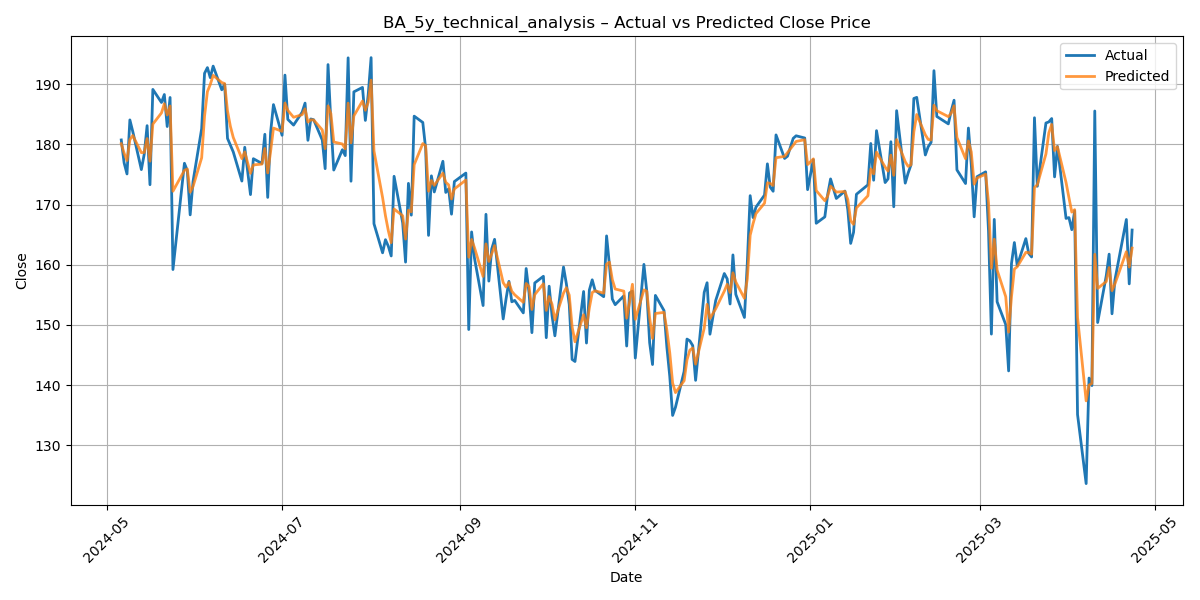 BA_5y_technical_analysis – Actual vs Predicted Close Price
Actual
Predicted
Close
190
180
170
160
150
140
130
2024-05
2024-07
2024-09
2024-11
2025-01
2025-03
2025-05
Date